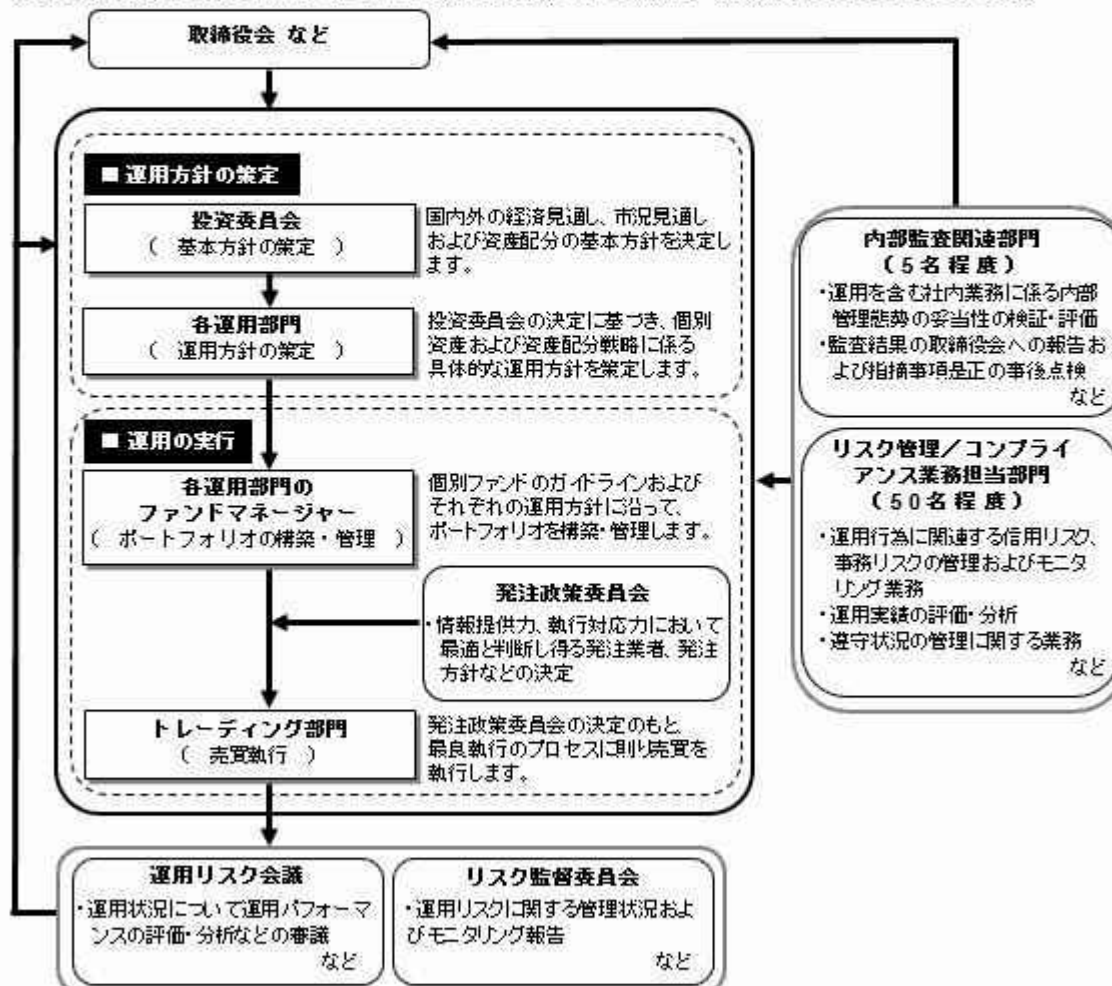 取締役会 など
■ 運用方針の策定
投資委員会
( 基本方針の策定 )
国内外の経済見通し、市況見通し
および資産配分の基本方針を決定し
ます。
各運用部門
( 運用方針の策定 )
投資委員会の決定に基づき、個別
資産および資産配分戦略に係る
具体的な運用方針を策定します。
■ 運用の実行
各運用部門の
ファンドマネージャー
( ポートフォリオの構築・管理 )
個別ファンドのガイドラインおよび
それぞれの運用方針に沿って、
ポートフォリオを構築・管理します。
発注政策委員会
・情報提供力、執行対応力において
最適と判断し得る発注業者、発注
方針などの決定
トレーディング部門
( 売買執行 )
発注政策委員会の決定のもと、
最良執行のプロセスに則り売買を
執行します。
内部監査関連部門
(5名程度)
・運用を含む社内業務に係る内部
管理態勢の妥当性の検証・評価
・監査結果の取締役会への報告お
よび指摘事項是正の事後点検
など
リスク管理/コンプライ
アンス業務担当部門
(50名程度)
・運用行為に関連する信用リスク、
事務リスクの管理およびモニタ
リング業務
・運用実績の評価・分析
・遵守状況の管理に関する業務
など
運用リスク会議
・運用状況について運用パフォーマ
ンスの評価・分析などの審議
など
リスク監督委員会
・運用リスクに関する管理状況およ
びモニタリング報告
など